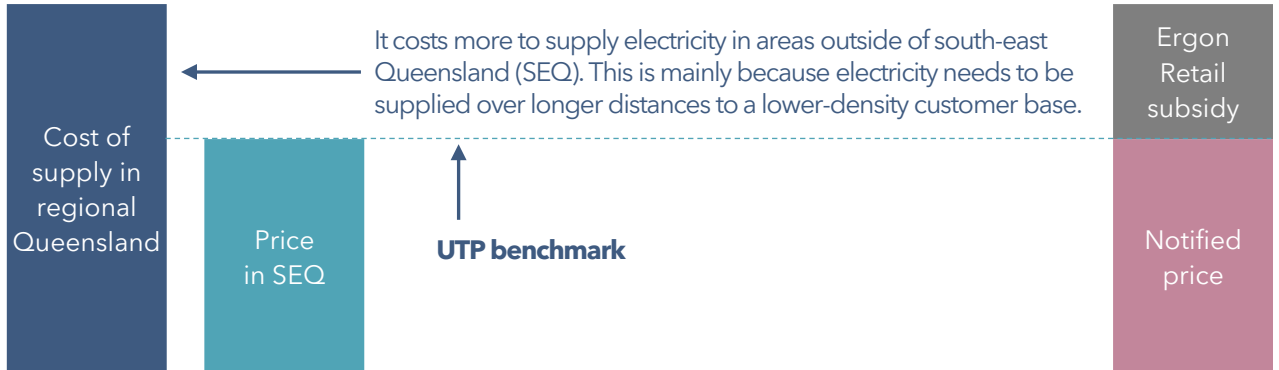 It costs more to supply electricity in areas outside of south-east
Queensland (SEQ). This is mainly because electricity needs to be
supplied over longer distances to a lower-density customer base.
Ergon
Retail
subsidy
Cost of
supply in
regional
Queensland
Price
in SEQ
UTP benchmark
Notified
price